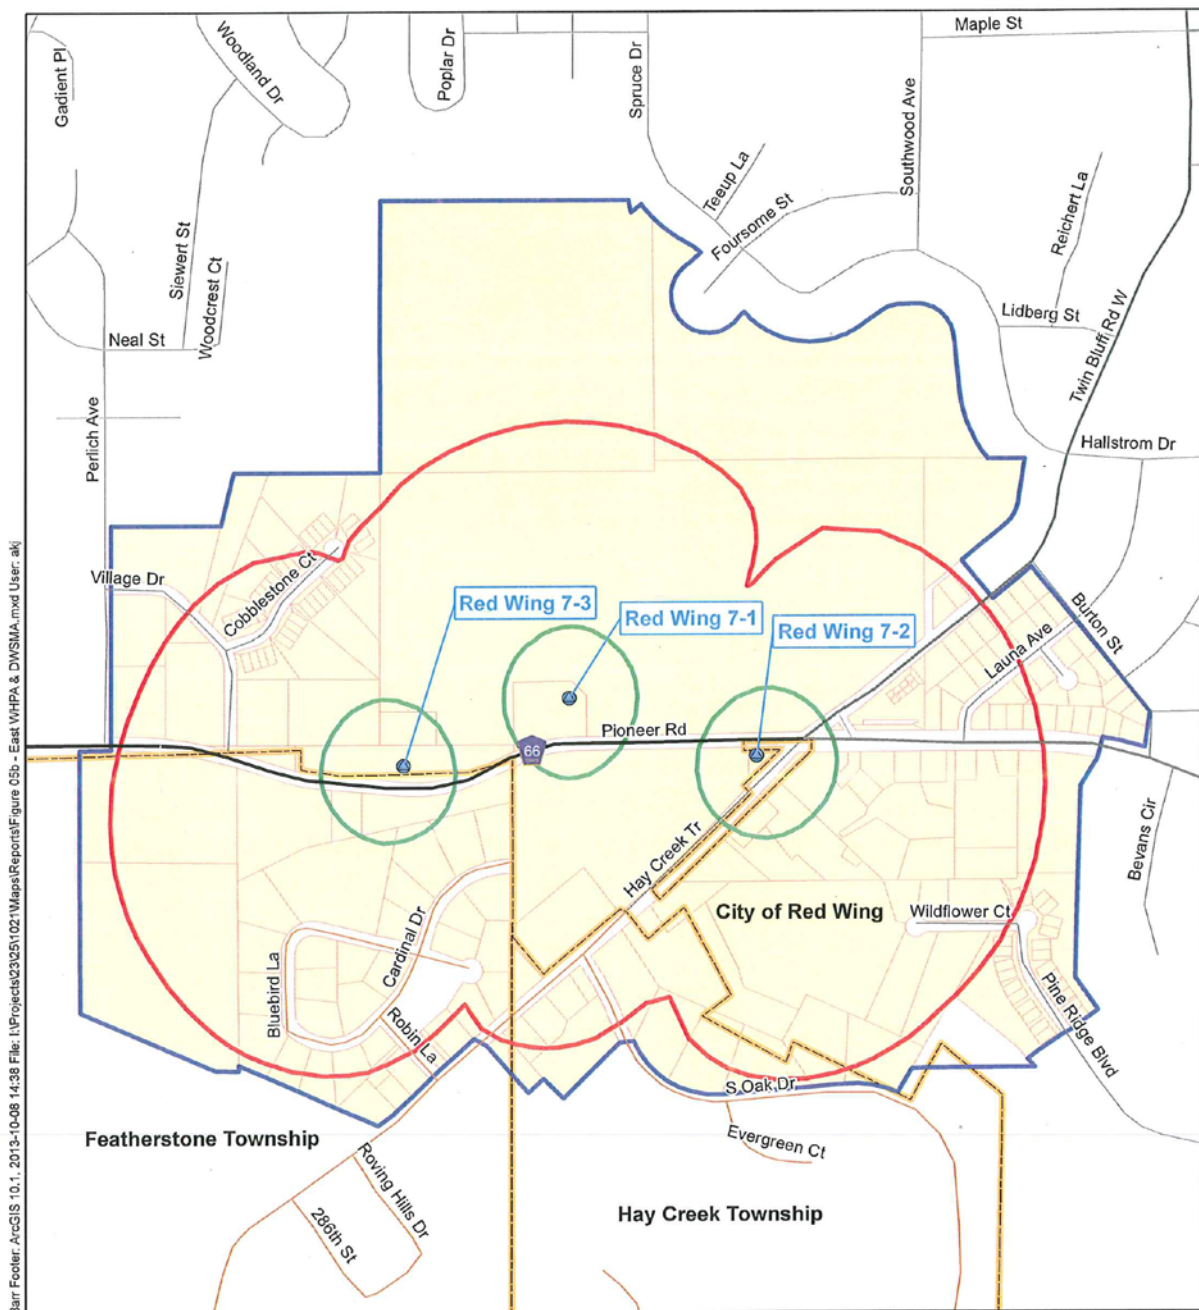 Maple St
Gadient Pl
Woodland Dr
Poplar Dr
Spruce Dr
Southwood Ave
Teeup La
Foursome St
Reichert La
Siewert St
Woodcrest Ct
Lidberg St
Neal St
Twin Bluff Rd W
Perlich Ave
Hallstrom Dr
Village Dr
Cobblestone Ct
Red Wing 7-3
Red Wing 7-1
Red Wing 7-2
Burton St
Launa Ave
Pioneer Rd
66
Hay Creek Tr
Bevans Cir
City of Red Wing
Wildflower Ct
Cardinal Dr
Bluebird La
Robin La
Pine Ridge Blvd
S Oak Dr
Featherstone Township
Evergreen Ct
Roving Hills Dr
286th St
Hay Creek Township
Barr Footer: ArcGIS 10.1, 2013-10-08 14:38 File: I:\Projects\23\25\1021\Maps\Reports\Figure 05b - East WHPA & DWSMA.mxd User: akj